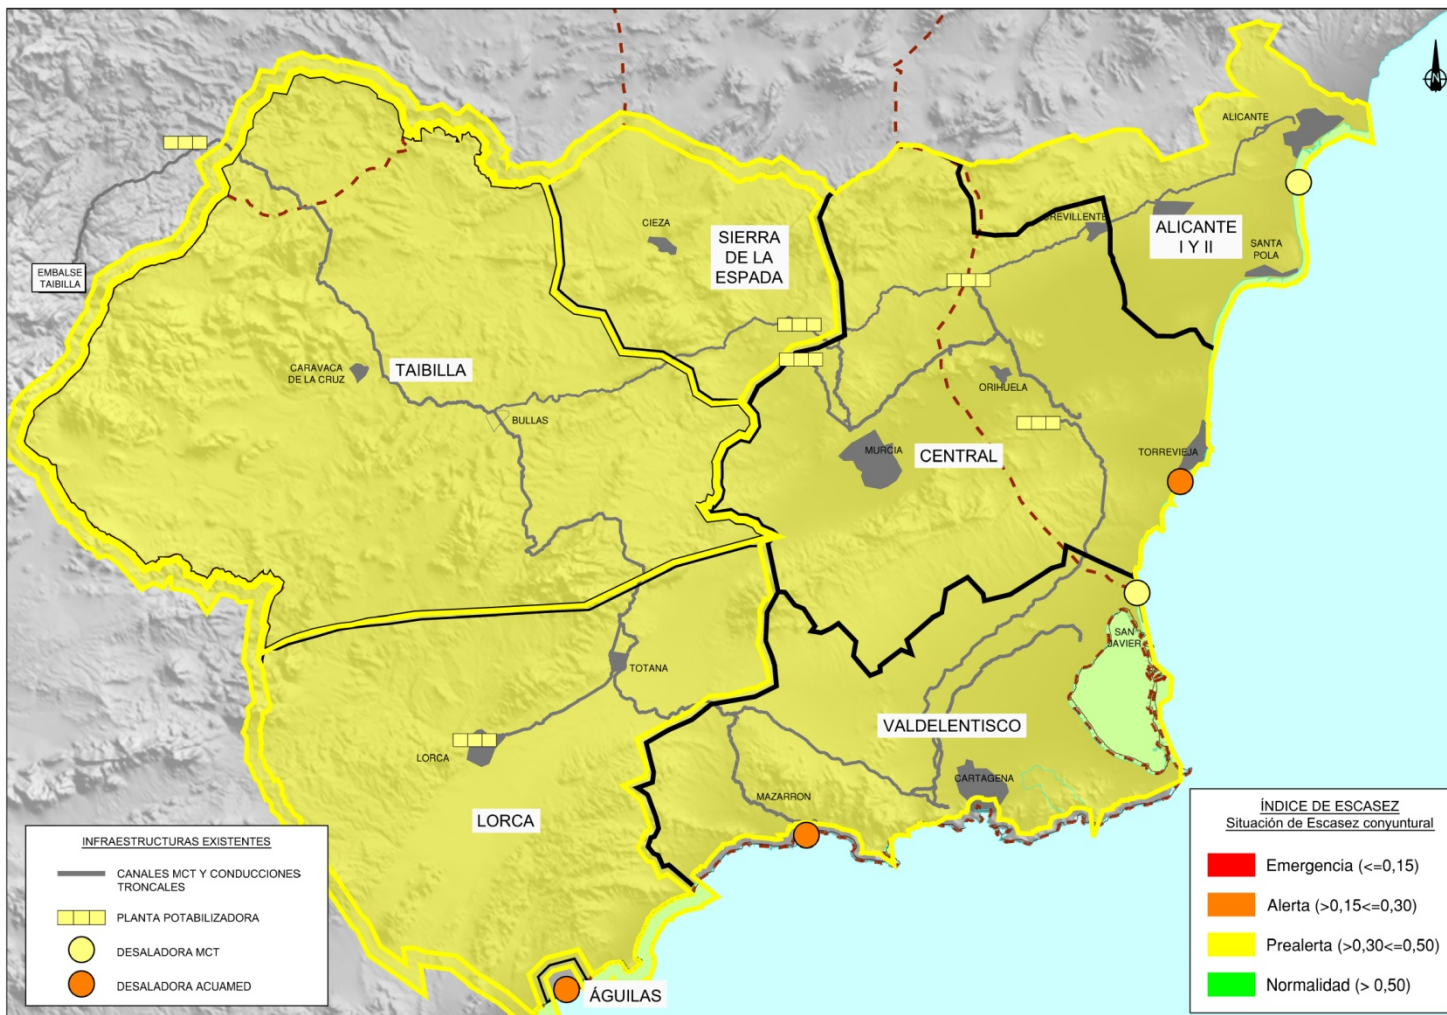 N
ALICANTE
CIEZA
SIERRA
DE LA
ESPADA
CREVILLENTE
ALICANTE
I Y II
SANTA
POLA
EMBALSE
TAIBILLA
CARAVACA
DE LA CRUZ
TAIBILLA
BULLAS
ORIHUELA
MURCIA
CENTRAL
TORREVIEJA
SAN
JAVIER
TOTANA
VALDELENTISCO
LORCA
CARTAGENA
MAZARRON
LORCA
ÁGUILAS
INFRAESTRUCTURAS EXISTENTES
CANALES MCT Y CONDUCCIONES
TRONCALES
PLANTA POTABILIZADORA
DESALADORA MCT
DESALADORA ACUAMED
ÍNDICE DE ESCASEZ
Situación de Escasez conyuntural
Emergencia (<=0,15)
Alerta (>0,15<=0,30)
Prealerta (>0,30<=0,50)
Normalidad (> 0,50)